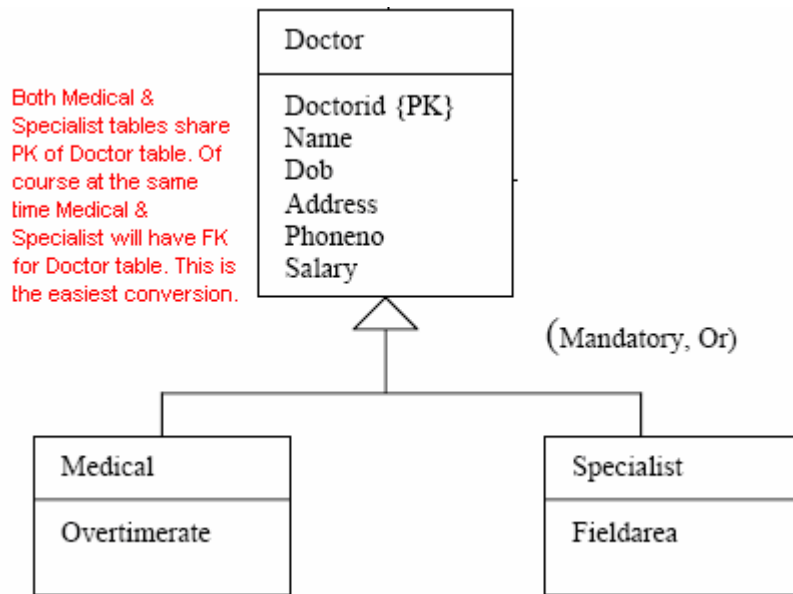 Doctor
Doctorid {PK}
Name
Dob
Address
Phoneno
Salary
Both Medical &
Specialist tables share
PK of Doctor table. Of
course at the same
time Medical &
Specialist will have FK
for Doctor table. This is
the easiest conversion.
(Mandatory, Or)
Medical
Overtimerate
Specialist
Fieldarea